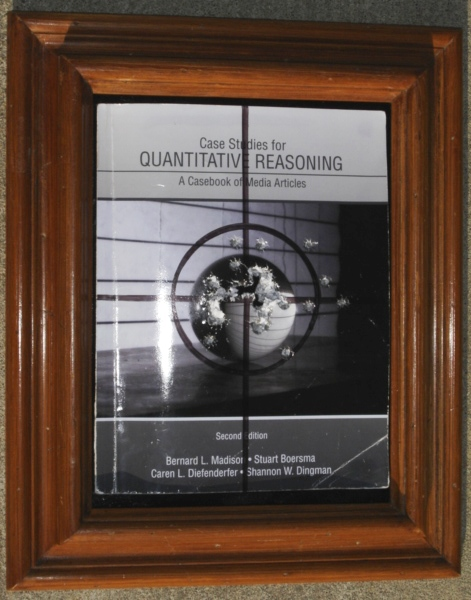 Case Studies for
QUANTITATIVE REASONING
A Casebook of Media Articles
Second Edition
Bernard L. Madison • Stuart Boersma
Caren L. Diefenderfer • Shannon W. Dingman